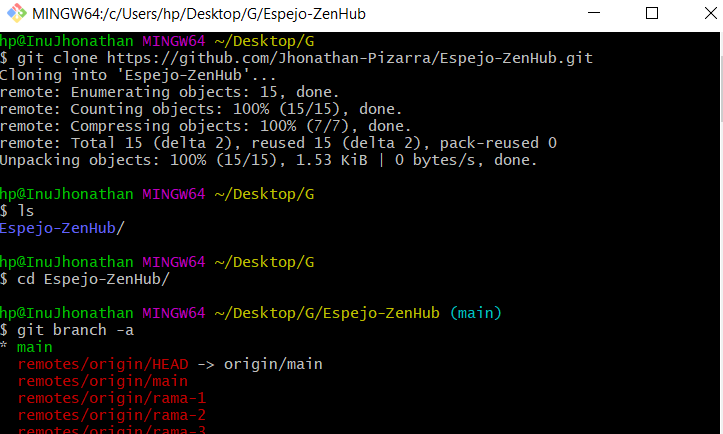 MINGW64:/c/Users/hp/Desktop/G/Espejo-ZenHub
hp@InuJhonathan MINGW64 ~/Desktop/G
$ git clone https://github.com/Jhonathan-Pizarra/Espejo-ZenHub.git
Cloning into 'Espejo-ZenHub'...
remote: Enumerating objects: 15, done.
remote: Counting objects: 100% (15/15), done.
remote: Compressing objects: 100% (7/7), done.
remote: Total 15 (delta 2), reused 15 (delta 2), pack-reused 0
Unpacking objects: 100% (15/15), 1.53 KiB | 0 bytes/s, done.
hp@InuJhonathan MINGW64 ~/Desktop/G
$ ls
Espejo-ZenHub/
hp@InuJhonathan MINGW64 ~/Desktop/G
$ cd Espejo-ZenHub/
hp@InuJhonathan MINGW64 ~/Desktop/G/Espejo-ZenHub (main)
$ git branch -a
* main
remotes/origin/HEAD -> origin/main
remotes/origin/main
remotes/origin/rama-1
remotes/origin/rama-2
remotes/origin/rama-3